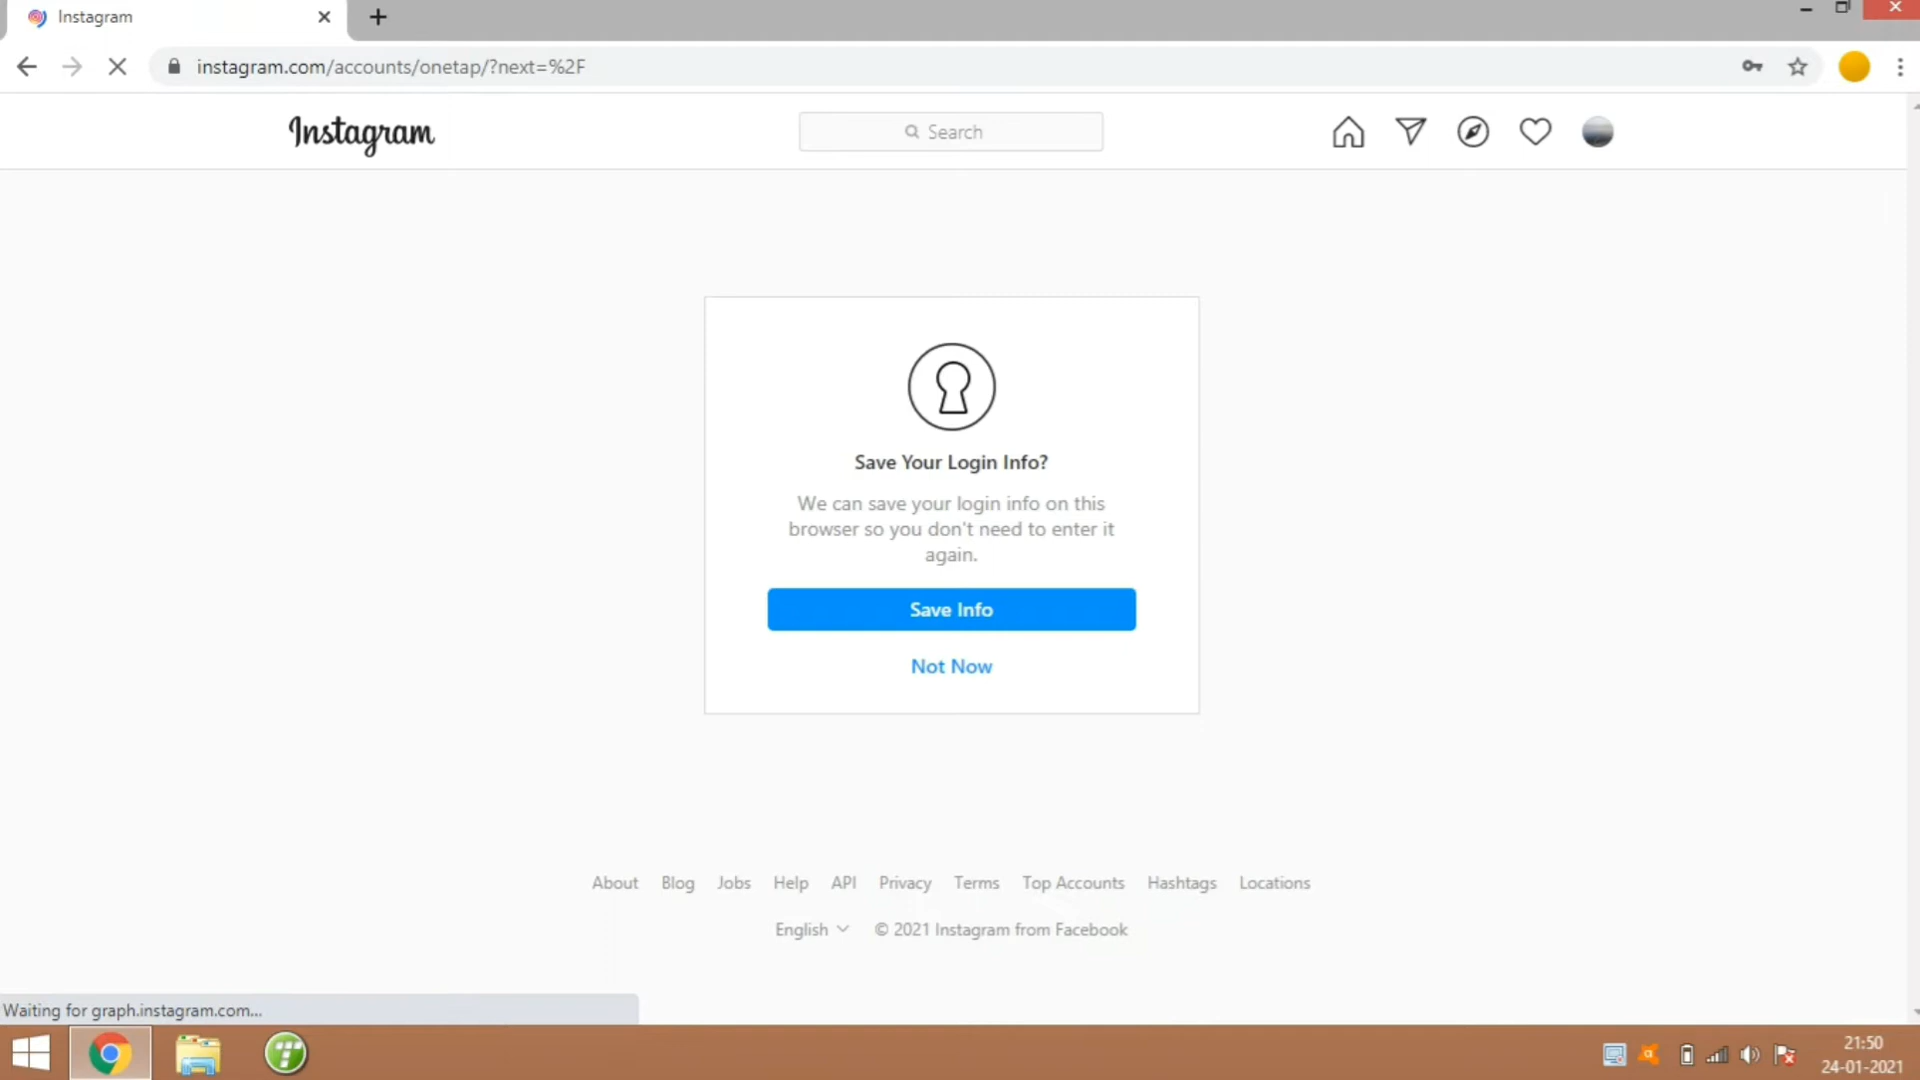 Instagram
instagram.com/accounts/onetap/?next=%2F
Instagram
Search
Save Your Login Info?
We can save your login info on this
browser so you don't need to enter it
again.
Save Info
Not Now
About Blog Jobs Help API Privacy Terms Top Accounts Hashtags Locations
English © 2021 Instagram from Facebook
Waiting for graph.instagram.com...
21:50
24-01-2021